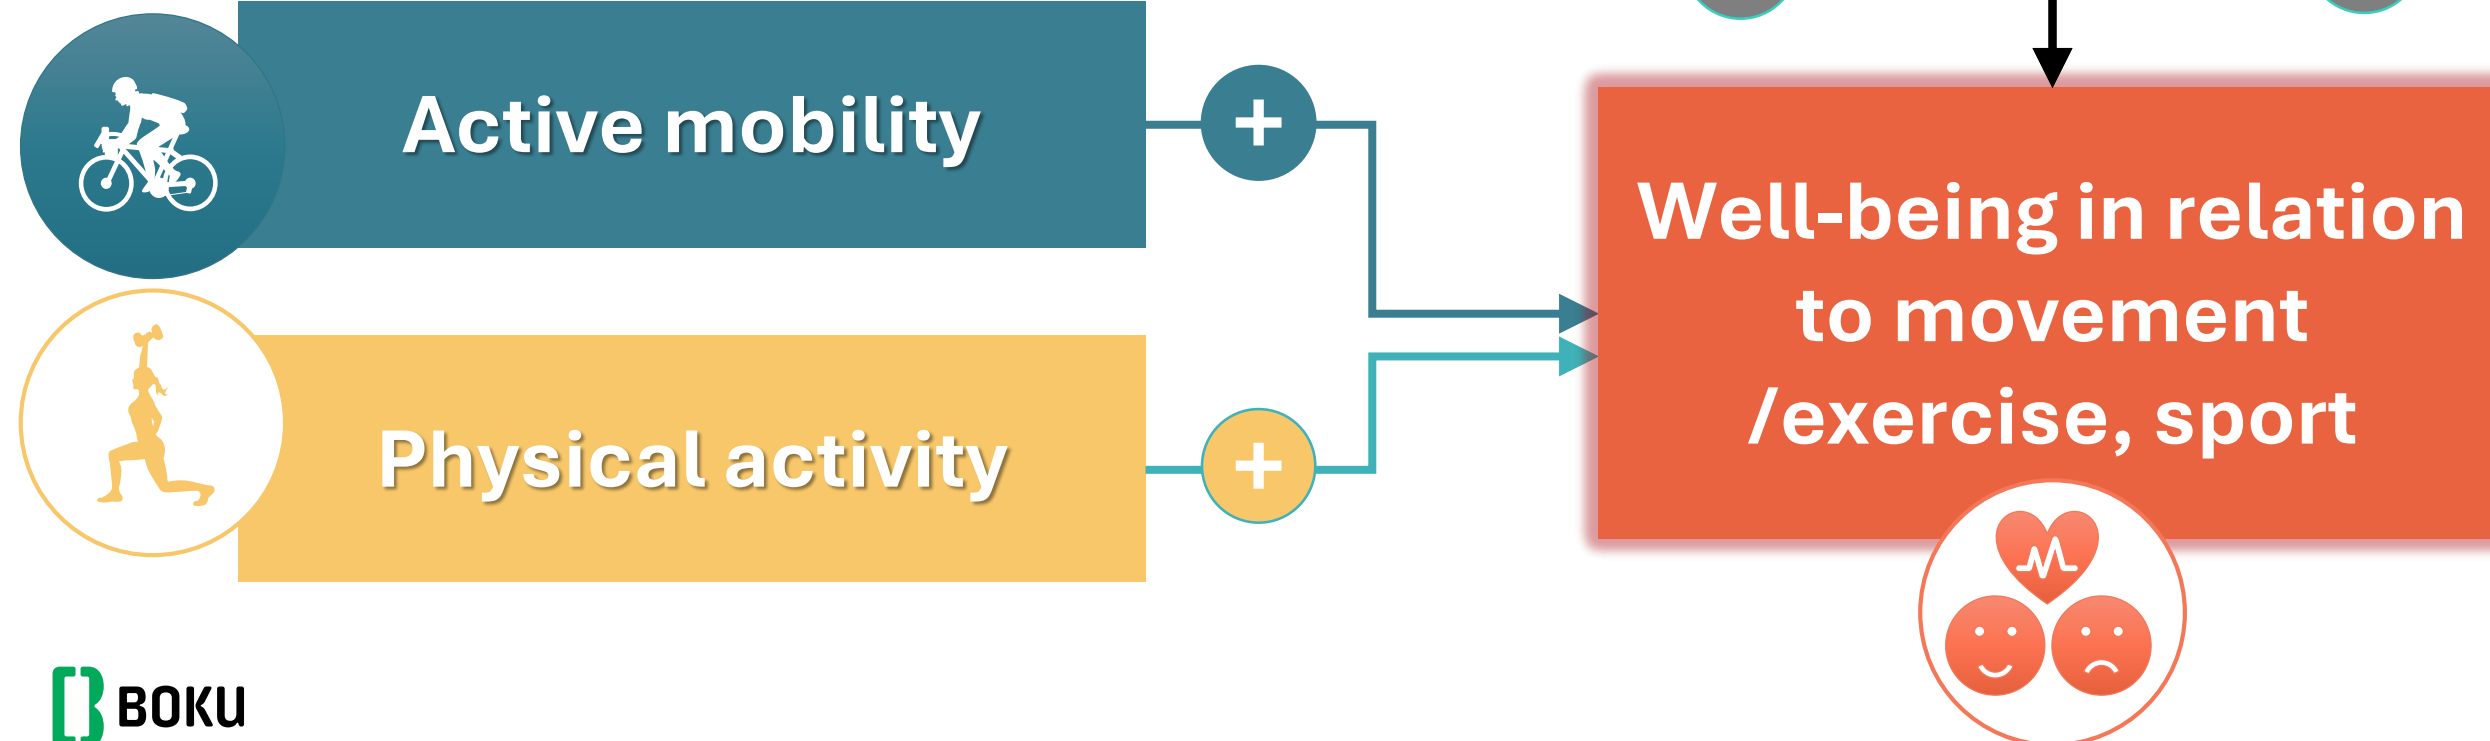 Active mobility
+
Well-being in relation
to movement
/exercise, sport
Physical activity
+
BOKU